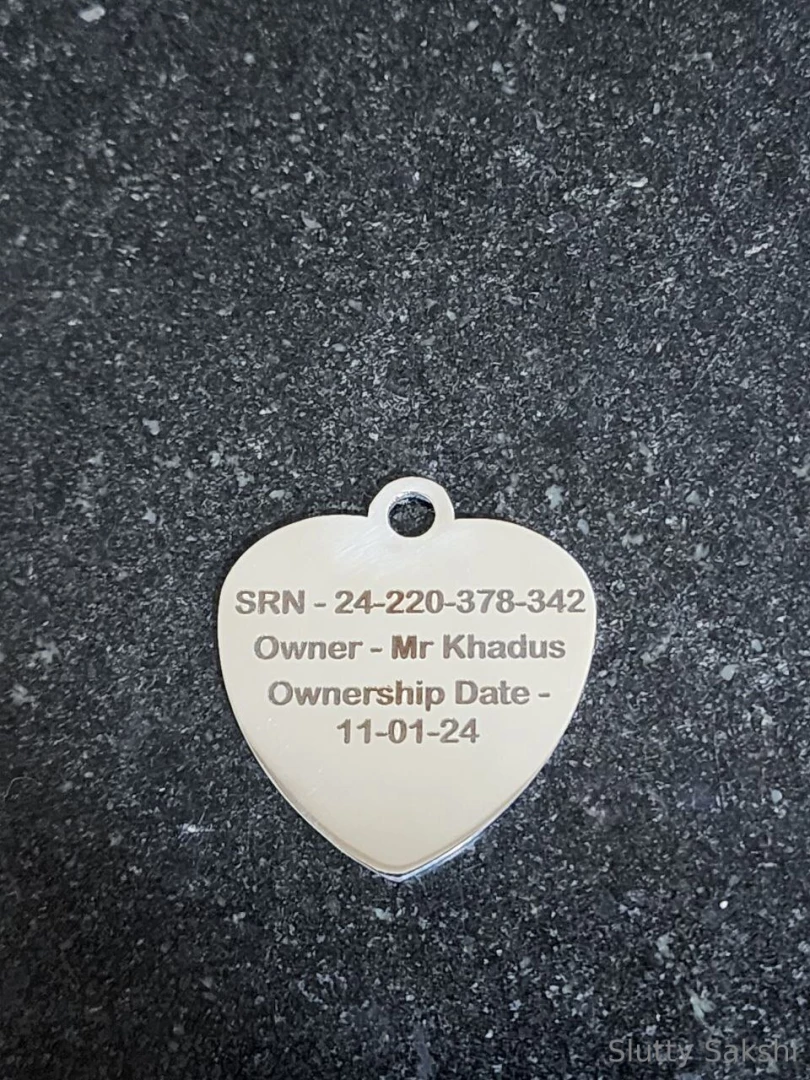 SRN - 24-220-378-342
Owner - Mr Khadus
Ownership Date -
11-01-24
Slutty Sakshi